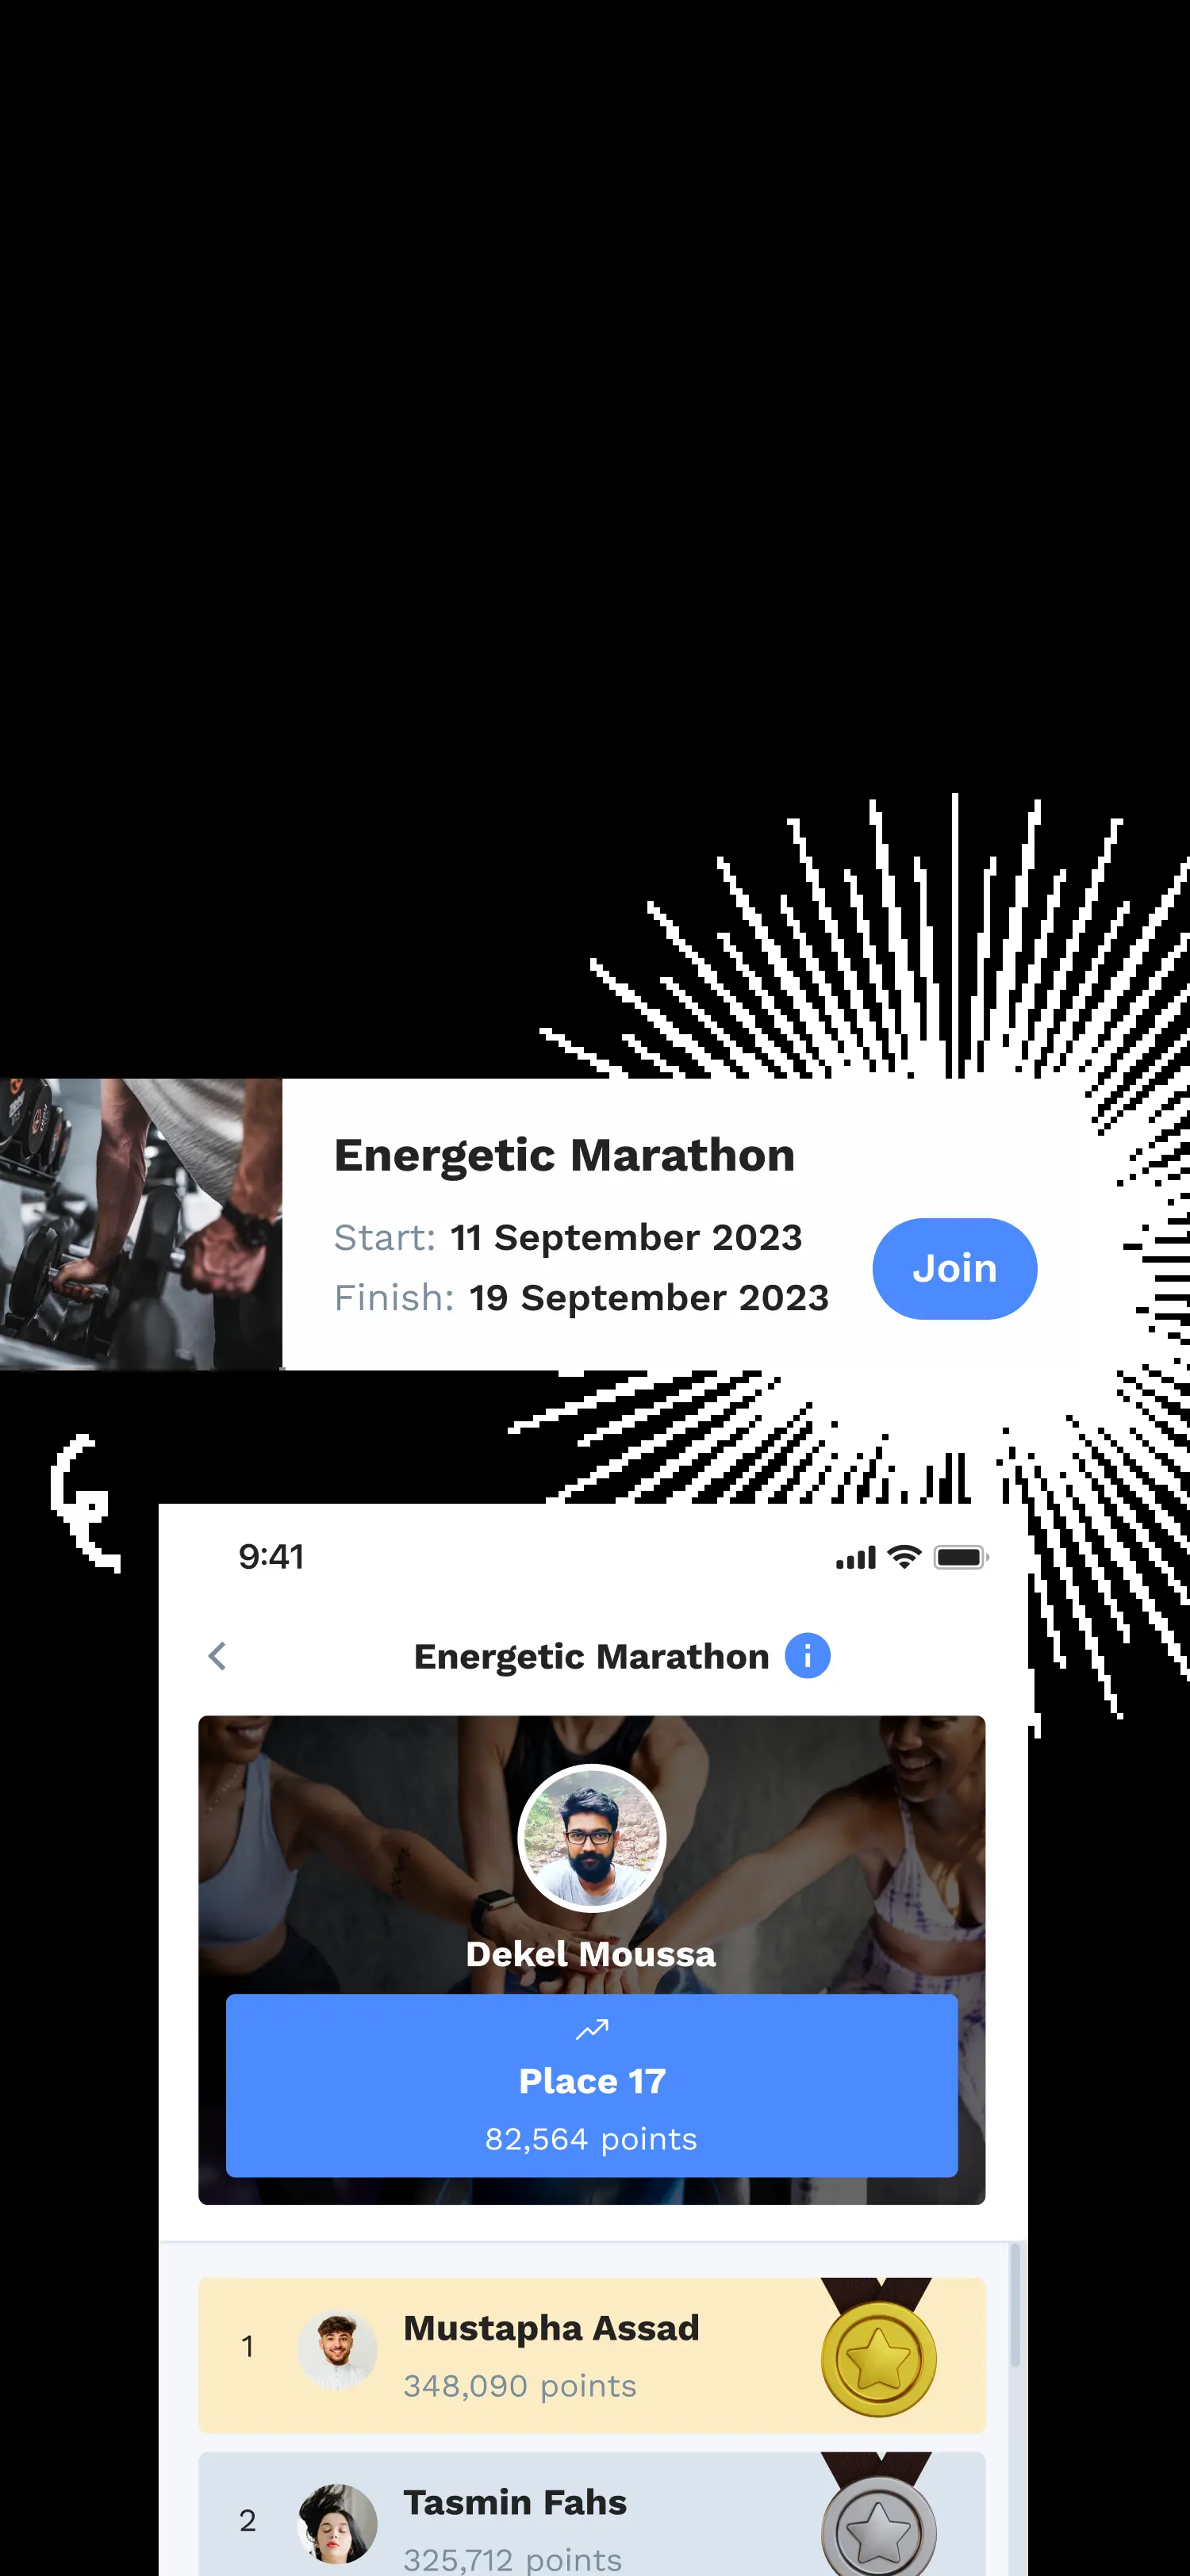 Energetic Marathon
Start: 11 September 2023
Finish: 19 September 2023
Join
9:41
Energetic Marathon
i
Dekel Moussa
Place 17
82,564 points
1
Mustapha Assad
348,090 points
2
Tasmin Fahs
325,712 points